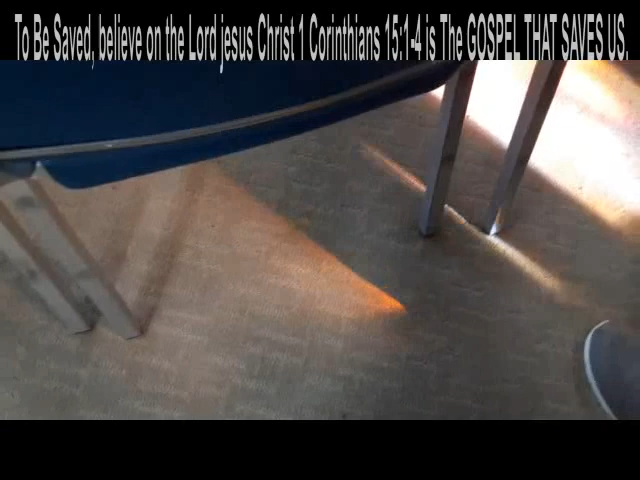 To Be Saved, believe on the Lord jesus Christ 1 Corinthians 15:1-4 is The GOSPEL THAT SAVES US.